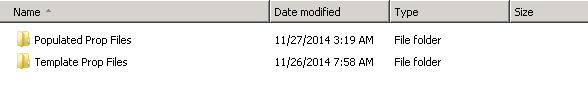 Name Date modified Type Size
Populated Prop Files 11/27/2014 3:19 AM File folder
Template Prop Files 11/26/2014 7:58 AM File folder